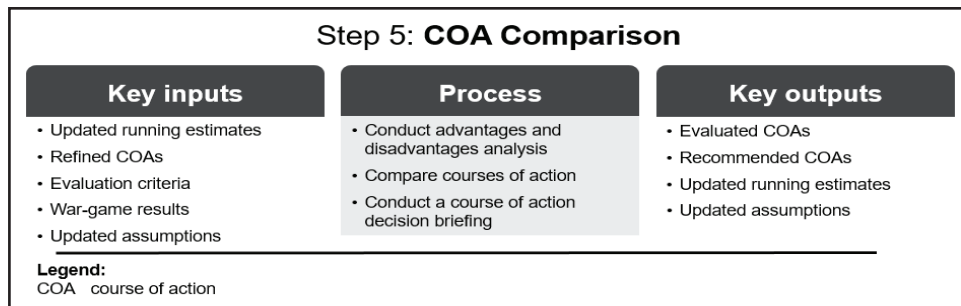 Step 5: COA Comparison
Key inputs
• Updated running estimates
• Refined COAs
• Evaluation criteria
• War-game results
• Updated assumptions
Process
• Conduct advantages and
disadvantages analysis
• Compare courses of action
• Conduct a course of action
decision briefing
Key outputs
• Evaluated COAs
• Recommended COAs
• Updated running estimates
• Updated assumptions
Legend:
COA course of action